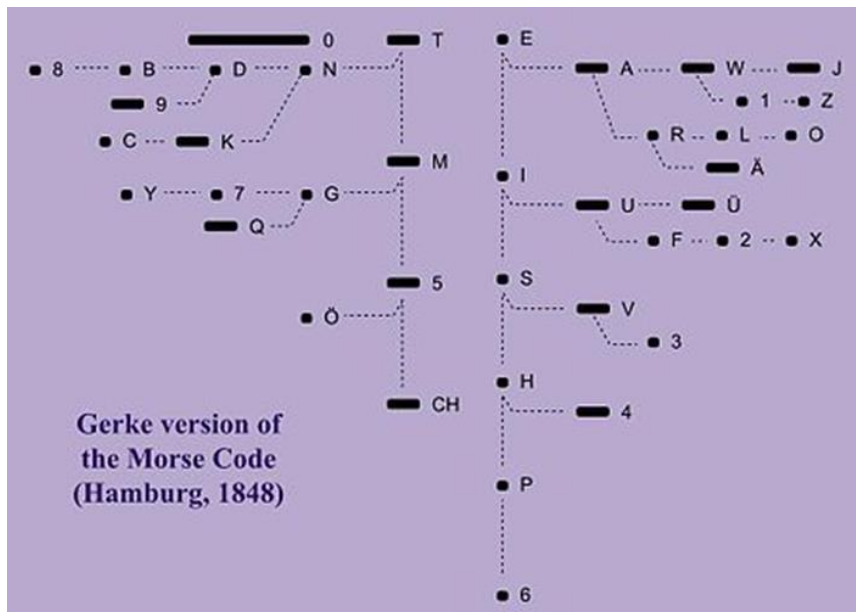 0 T E
8 B D N A W J
9 1 Z
C K R L O
M Ä
I
Y 7 G U Ü
Q F 2 X
5 S
Ö V
3
H
CH 4
Gerke version of
the Morse Code
(Hamburg, 1848)
P
6